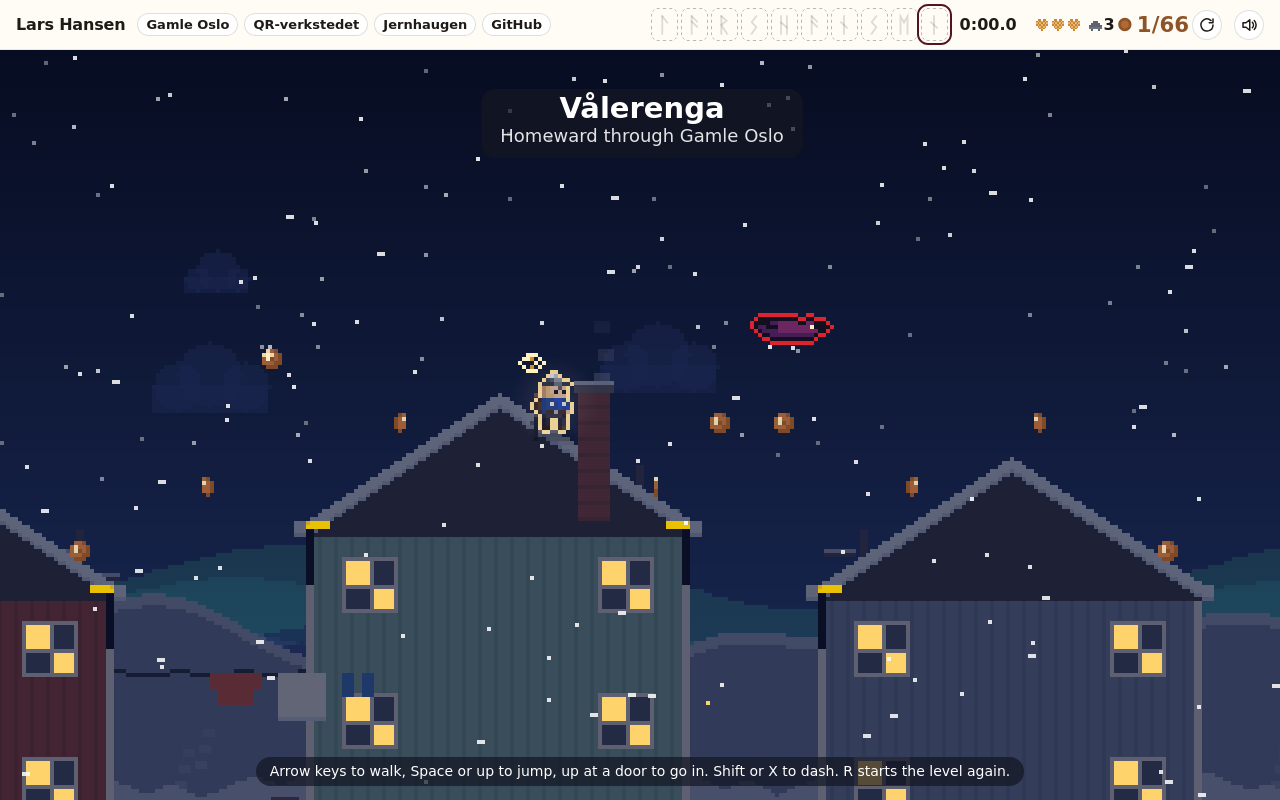 Lars Hansen Gamle Oslo QR-verkstedet Jernhaugen GitHub ᛚ ᚨ ᚱ ᛊ ᚺ ᚨ ᚾ ᛊ ᛖ ᚾ 0:00.0 3 1/66
Vålerenga
Homeward through Gamle Oslo
Arrow keys to walk, Space or up to jump, up at a door to go in. Shift or X to dash. R starts the level again.